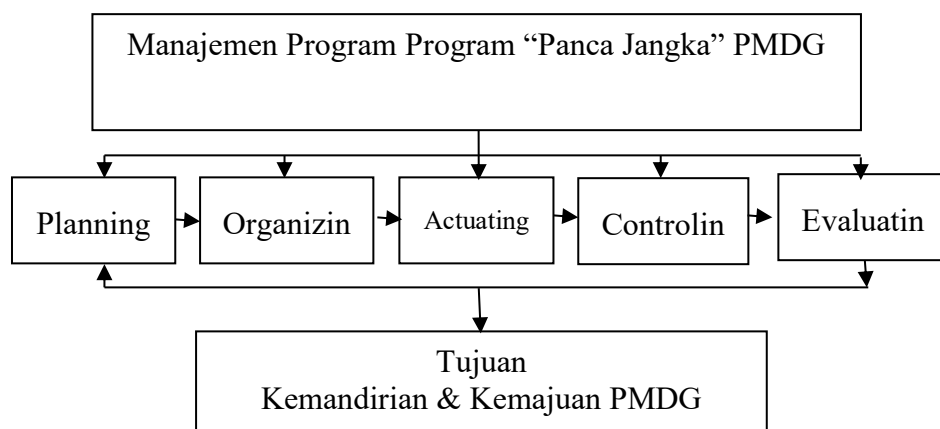 Manajemen Program Program “Panca Jangka” PMDG
Planning
Organizin
Actuating
Controlin
Evaluatin
Tujuan
Kemandirian & Kemajuan PMDG